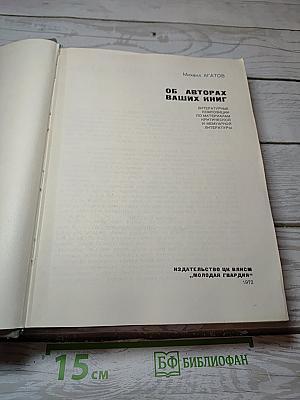 Михаил АГАТОВ
ОБ АВТОРАХ
ВАШИХ КНИГ
ЛИТЕРАТУРНЫЕ
КОМПОЗИЦИИ
ПО МАТЕРИАЛАМ
КРИТИЧЕСКОЙ
И МЕМУАРНОЙ
ЛИТЕРАТУРЫ
ИЗДАТЕЛЬСТВО ЦК ВЛКСМ
„МОЛОДАЯ ГВАРДИЯ"
1972
15 см
БФ БИБЛИОФАН